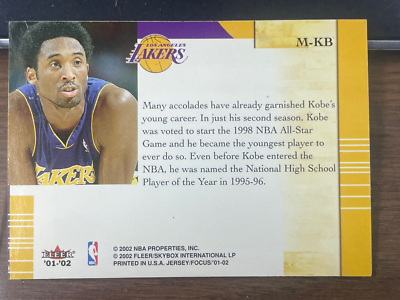 LOS ANGELES
LAKERS
M-KB
Many accolades have already garnished Kobe's
young career. In just his second season, Kobe
was voted to start the 1998 NBA All-Star
Game and he became the youngest player to
ever do so. Even before Kobe entered the
NBA, he was named the National High School
Player of the Year in 1995-96.
LAKERS
FLEER
'01-'02
NBA
© 2002 NBA PROPERTIES, INC.
© 2002 FLEER/SKYBOX INTERNATIONAL LP
PRINTED IN U.S.A. JERSEY/FOCUS'01-02